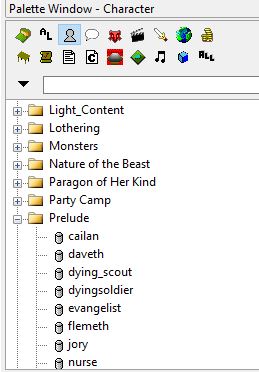 Palette Window - Character
AL
C
ALL
Light_Content
Lothering
Monsters
Nature of the Beast
Paragon of Her Kind
Party Camp
Prelude
cailan
daveth
dying_scout
dyingsoldier
evangelist
flemeth
jory
nurse